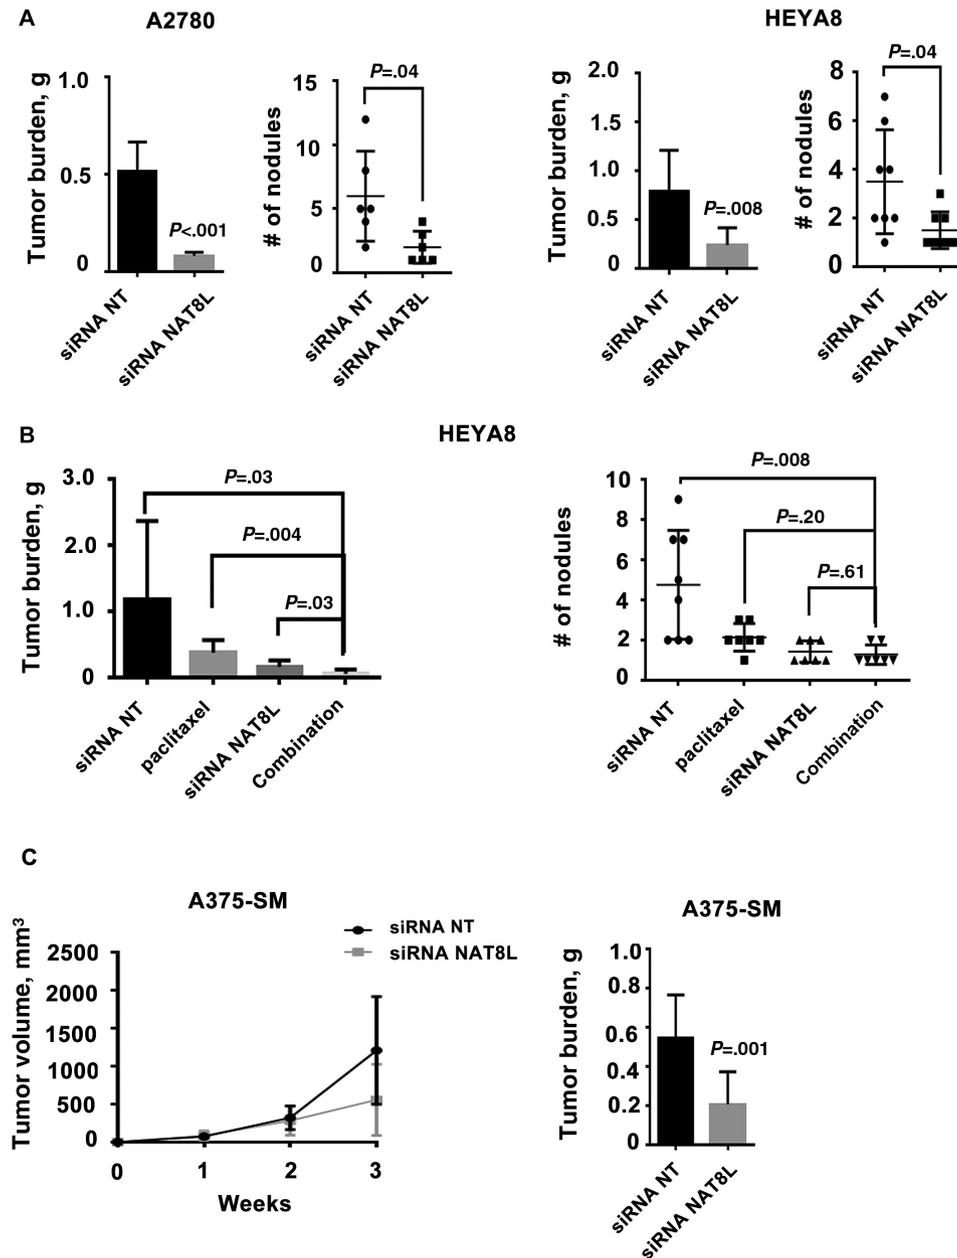 A
A2780
HEYA8
Tumor burden, g
1.0
0.5
0
P<.001
siRNA NT
siRNA NAT8L
# of nodules
15
10
5
0
P=.04
siRNA NT
siRNA NAT8L
Tumor burden, g
2.0
1.5
1.0
0.5
0
P=.008
siRNA NT
siRNA NAT8L
# of nodules
8
6
4
2
0
P=.04
siRNA NT
siRNA NAT8L
B
HEYA8
Tumor burden, g
3.0
2.0
1.0
0
P=.03
P=.004
P=.03
siRNA NT
paclitaxel
siRNA NAT8L
Combination
# of nodules
10
8
6
4
2
0
P=.008
P=.20
P=.61
siRNA NT
paclitaxel
siRNA NAT8L
Combination
C
A375-SM
siRNA NT
siRNA NAT8L
Tumor volume, mm³
2500
2000
1500
1000
500
0
0 1 2 3
Weeks
A375-SM
Tumor burden, g
1.0
0.8
0.6
0.4
0.2
0
P=.001
siRNA NT
siRNA NAT8L